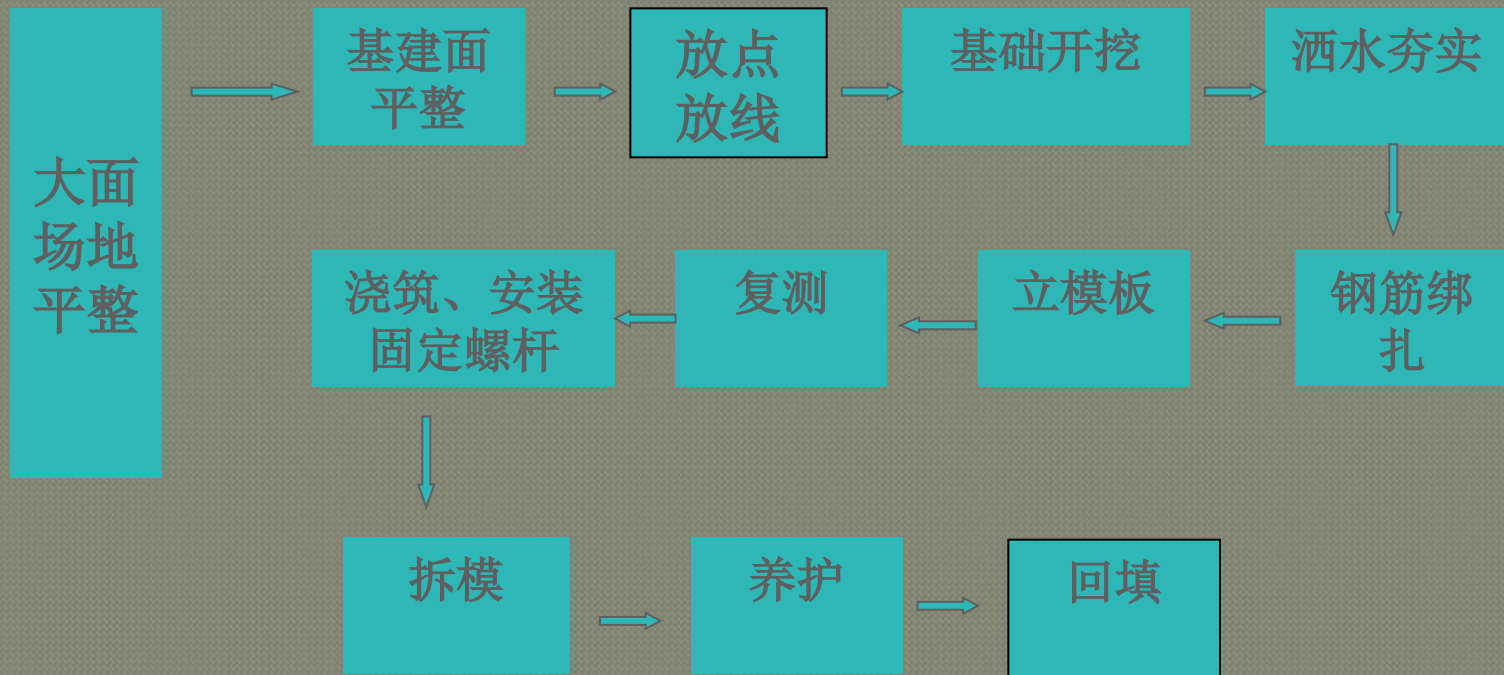 大面
场地
平整
基建面
平整
放点
放线
基础开挖
洒水夯实
钢筋绑
扎
立模板
复测
浇筑、安装
固定螺杆
拆模
养护
回填